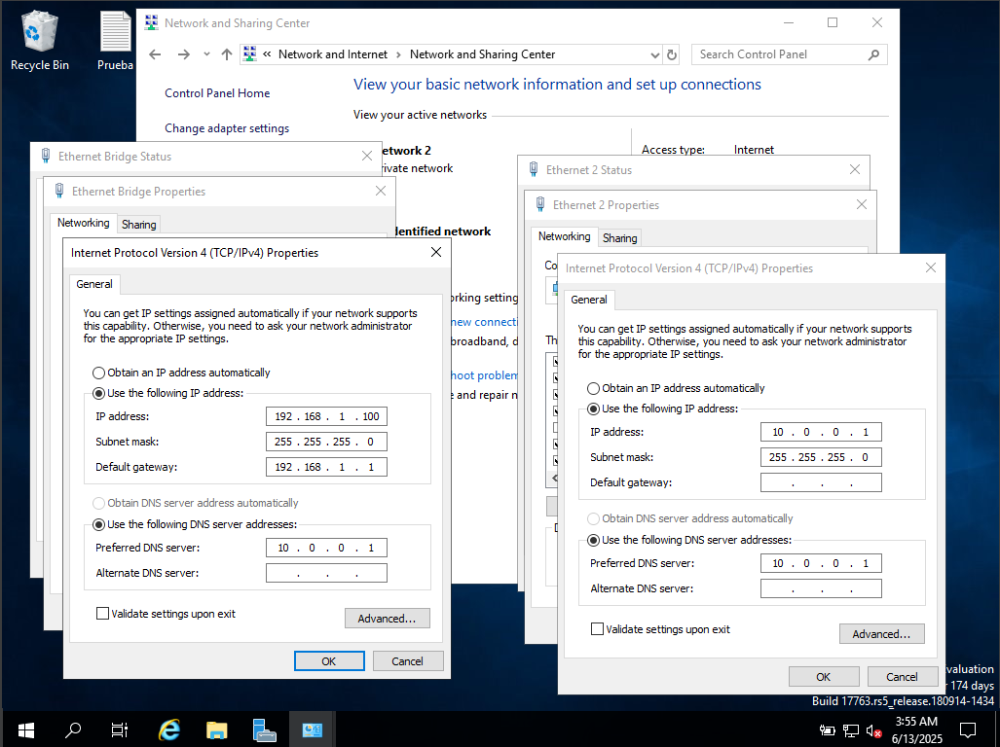 Recycle Bin
Prueba
Network and Sharing Center
« Network and Internet › Network and Sharing Center
Search Control Panel
Control Panel Home
Change adapter settings
View your basic network information and set up connections
View your active networks
etwork 2
rivate network
Access type: Internet
dentified network
rking setting
new connecti
broadband, d
hoot problem
e and repair n
Ethernet Bridge Status
Ethernet Bridge Properties
Networking
Sharing
Internet Protocol Version 4 (TCP/IPv4) Properties
General
You can get IP settings assigned automatically if your network supports
this capability. Otherwise, you need to ask your network administrator
for the appropriate IP settings.
Obtain an IP address automatically
Use the following IP address:
IP address: 192 . 168 . 1 . 100
Subnet mask: 255 . 255 . 255 . 0
Default gateway: 192 . 168 . 1 . 1
Obtain DNS server address automatically
Use the following DNS server addresses:
Preferred DNS server: 10 . 0 . 0 . 1
Alternate DNS server: . . .
Validate settings upon exit
Advanced...
OK
Cancel
Ethernet 2 Status
Ethernet 2 Properties
Networking
Sharing
Co
Th
Internet Protocol Version 4 (TCP/IPv4) Properties
General
You can get IP settings assigned automatically if your network supports
this capability. Otherwise, you need to ask your network administrator
for the appropriate IP settings.
Obtain an IP address automatically
Use the following IP address:
IP address: 10 . 0 . 0 . 1
Subnet mask: 255 . 255 . 255 . 0
Default gateway: . . .
Obtain DNS server address automatically
Use the following DNS server addresses:
Preferred DNS server: 10 . 0 . 0 . 1
Alternate DNS server: . . .
Validate settings upon exit
Advanced...
OK
Cancel
valuation
174 days
Build 17763.rs5_release.180914-1434
3:55 AM
6/13/2025